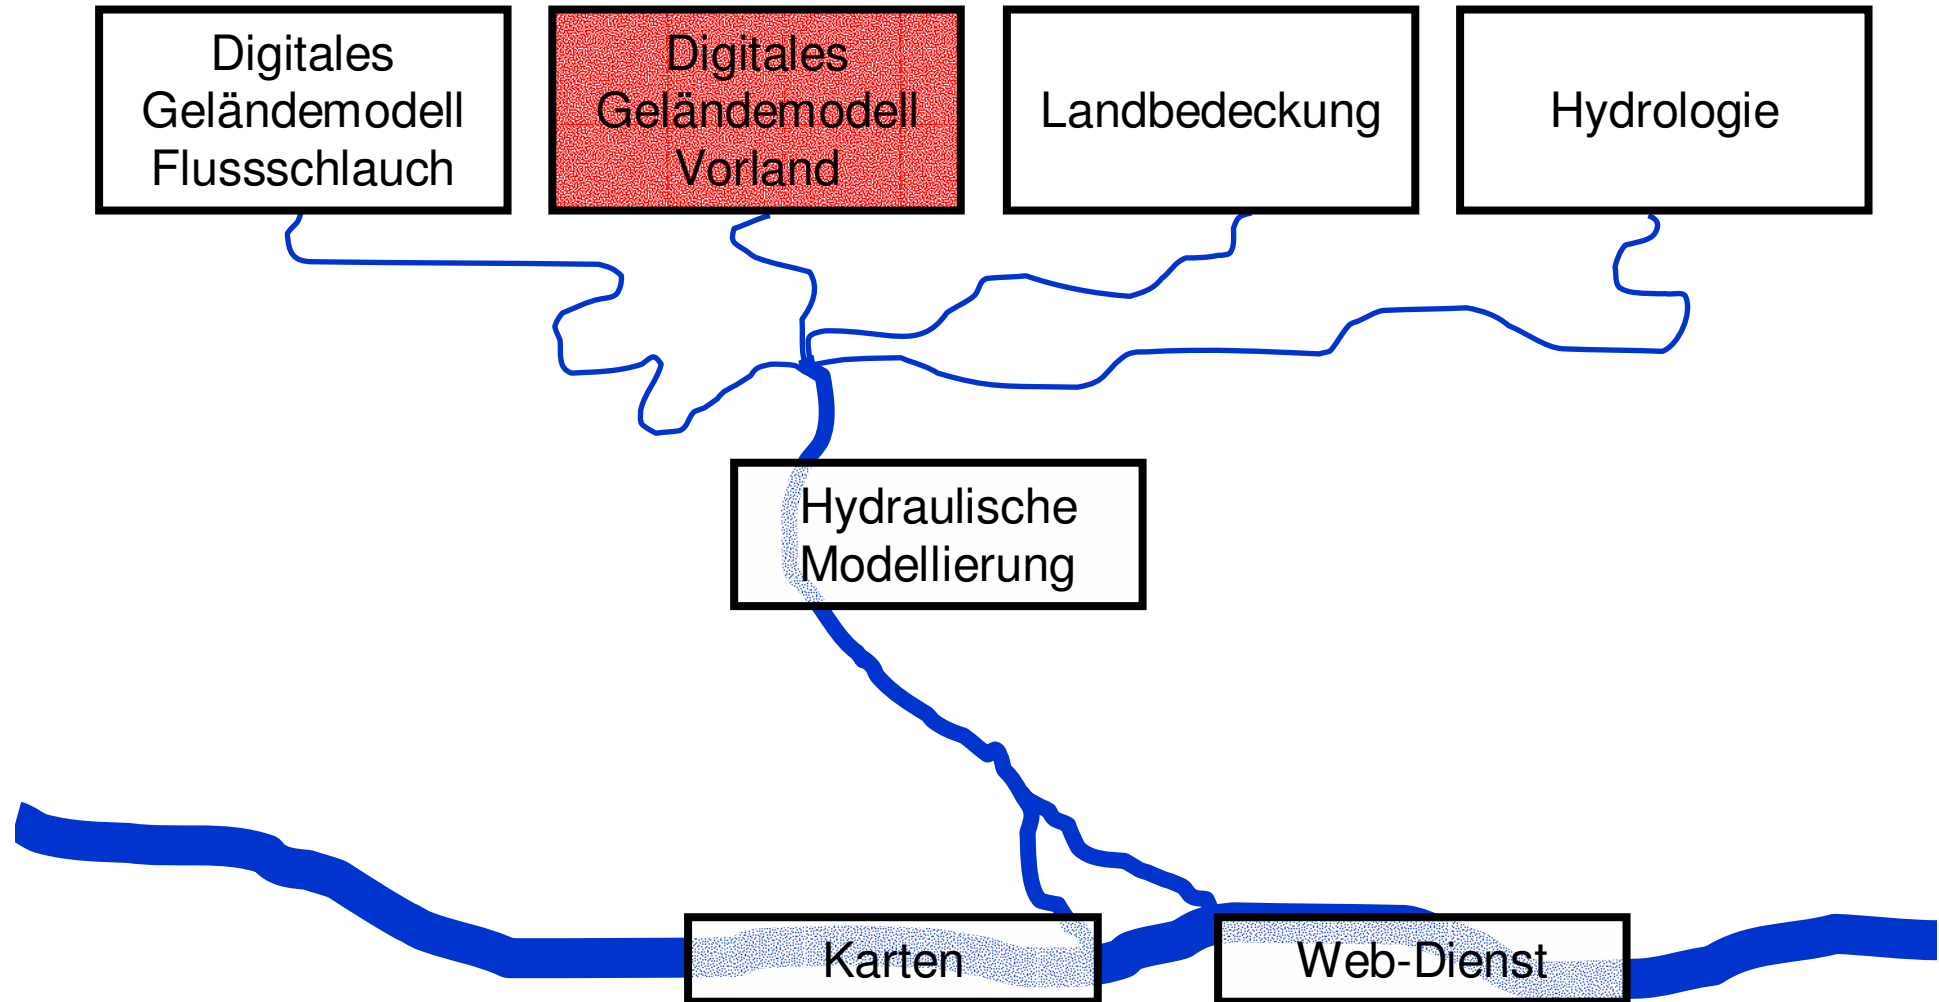 Digitales
Geländemodell
Flussschlauch
Digitales
Geländemodell
Vorland
Landbedeckung
Hydrologie
Hydraulische
Modellierung
Karten
Web-Dienst